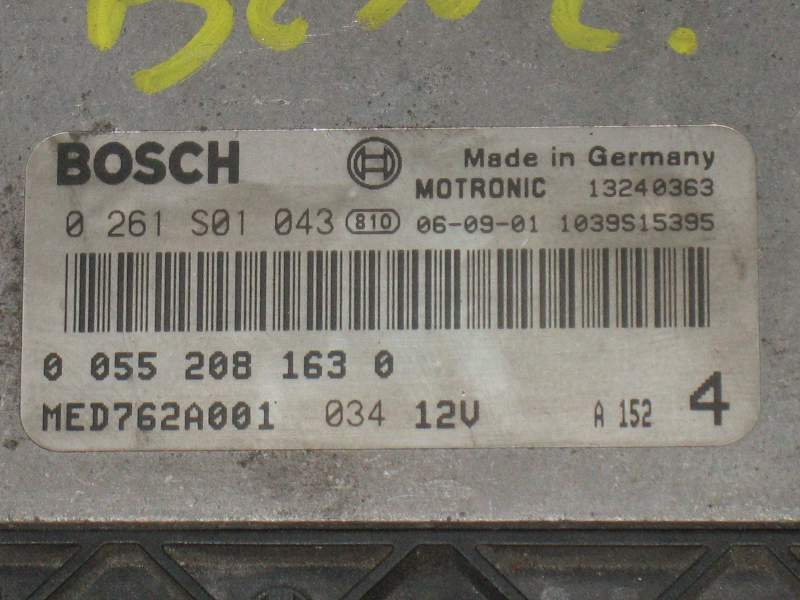 BOSCH Made in Germany
MOTRONIC 13240363
0 261 S01 043 810 06-09-01 1039S15395
0 055 208 163 0
MED762A001 034 12V A 152 4